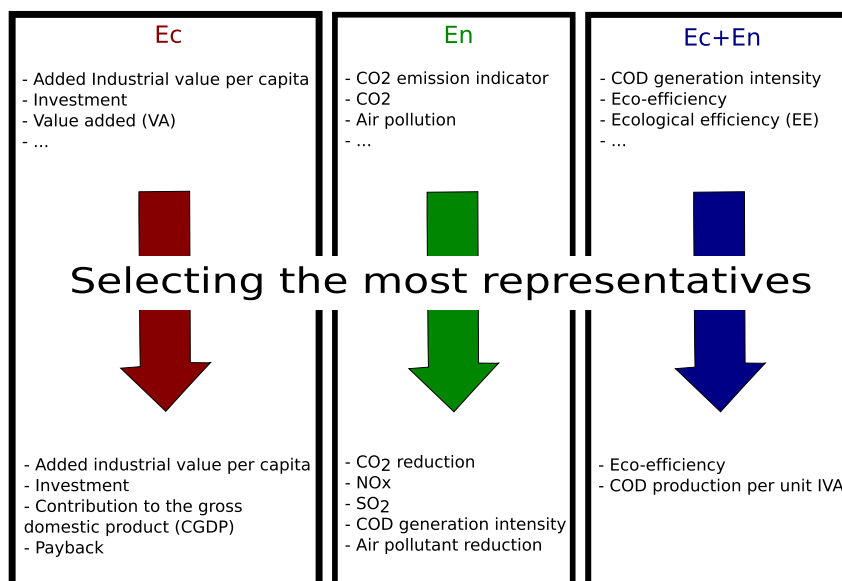 Ec
- Added Industrial value per capita
- Investment
- Value added (VA)
- ...
En
- CO2 emission indicator
- CO2
- Air pollution
- ...
Ec+En
- COD generation intensity
- Eco-efficiency
- Ecological efficiency (EE)
- ...
Selecting the most representatives
- Added industrial value per capita
- Investment
- Contribution to the gross
domestic product (CGDP)
- Payback
- CO2 reduction
- NOx
- SO2
- COD generation intensity
- Air pollutant reduction
- Eco-efficiency
- COD production per unit IVA